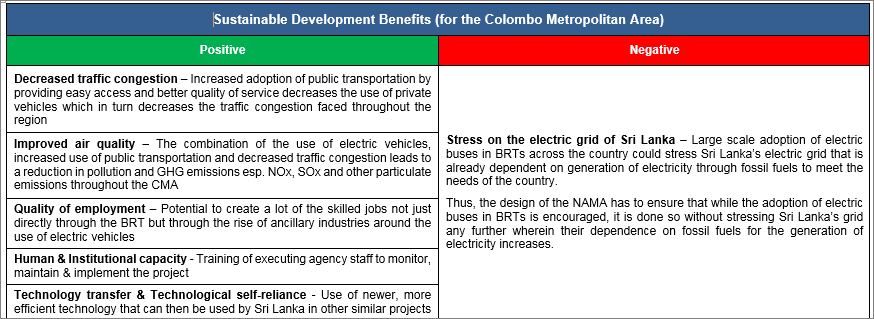 Sustainable Development Benefits (for the Colombo Metropolitan Area)
Positive
Negative
Decreased traffic congestion – Increased adoption of public transportation by
providing easy access and better quality of service decreases the use of private
vehicles which in turn decreases the traffic congestion faced throughout the
region
Improved air quality – The combination of the use of electric vehicles,
increased use of public transportation and decreased traffic congestion leads to
a reduction in pollution and GHG emissions esp. NOx, SOx and other particulate
emissions throughout the CMA
Quality of employment – Potential to create a lot of the skilled jobs not just
directly through the BRT but through the rise of ancillary industries around the
use of electric vehicles
Human & Institutional capacity - Training of executing agency staff to monitor,
maintain & implement the project
Technology transfer & Technological self-reliance - Use of newer, more
efficient technology that can then be used by Sri Lanka in other similar projects
Stress on the electric grid of Sri Lanka – Large scale adoption of electric
buses in BRTs across the country could stress Sri Lanka's electric grid that is
already dependent on generation of electricity through fossil fuels to meet the
needs of the country.
Thus, the design of the NAMA has to ensure that while the adoption of electric
buses in BRTs is encouraged, it is done so without stressing Sri Lanka's grid
any further wherein their dependence on fossil fuels for the generation of
electricity increases.